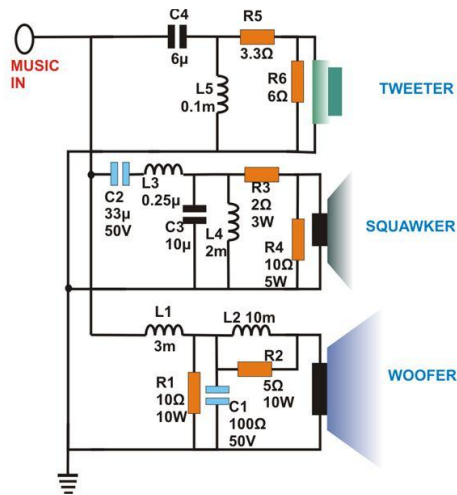 C4
6µ
R5
3.3Ω
MUSIC
IN
L5
0.1m
R6
6Ω
TWEETER
C2
33µ
50V
L3
0.25µ
C3
10µ
L4
2m
R3
2Ω
3W
R4
10Ω
5W
SQUAWKER
L1
3m
L2 10m
R1
10Ω
10W
C1
100Ω
50V
R2
5Ω
10W
WOOFER